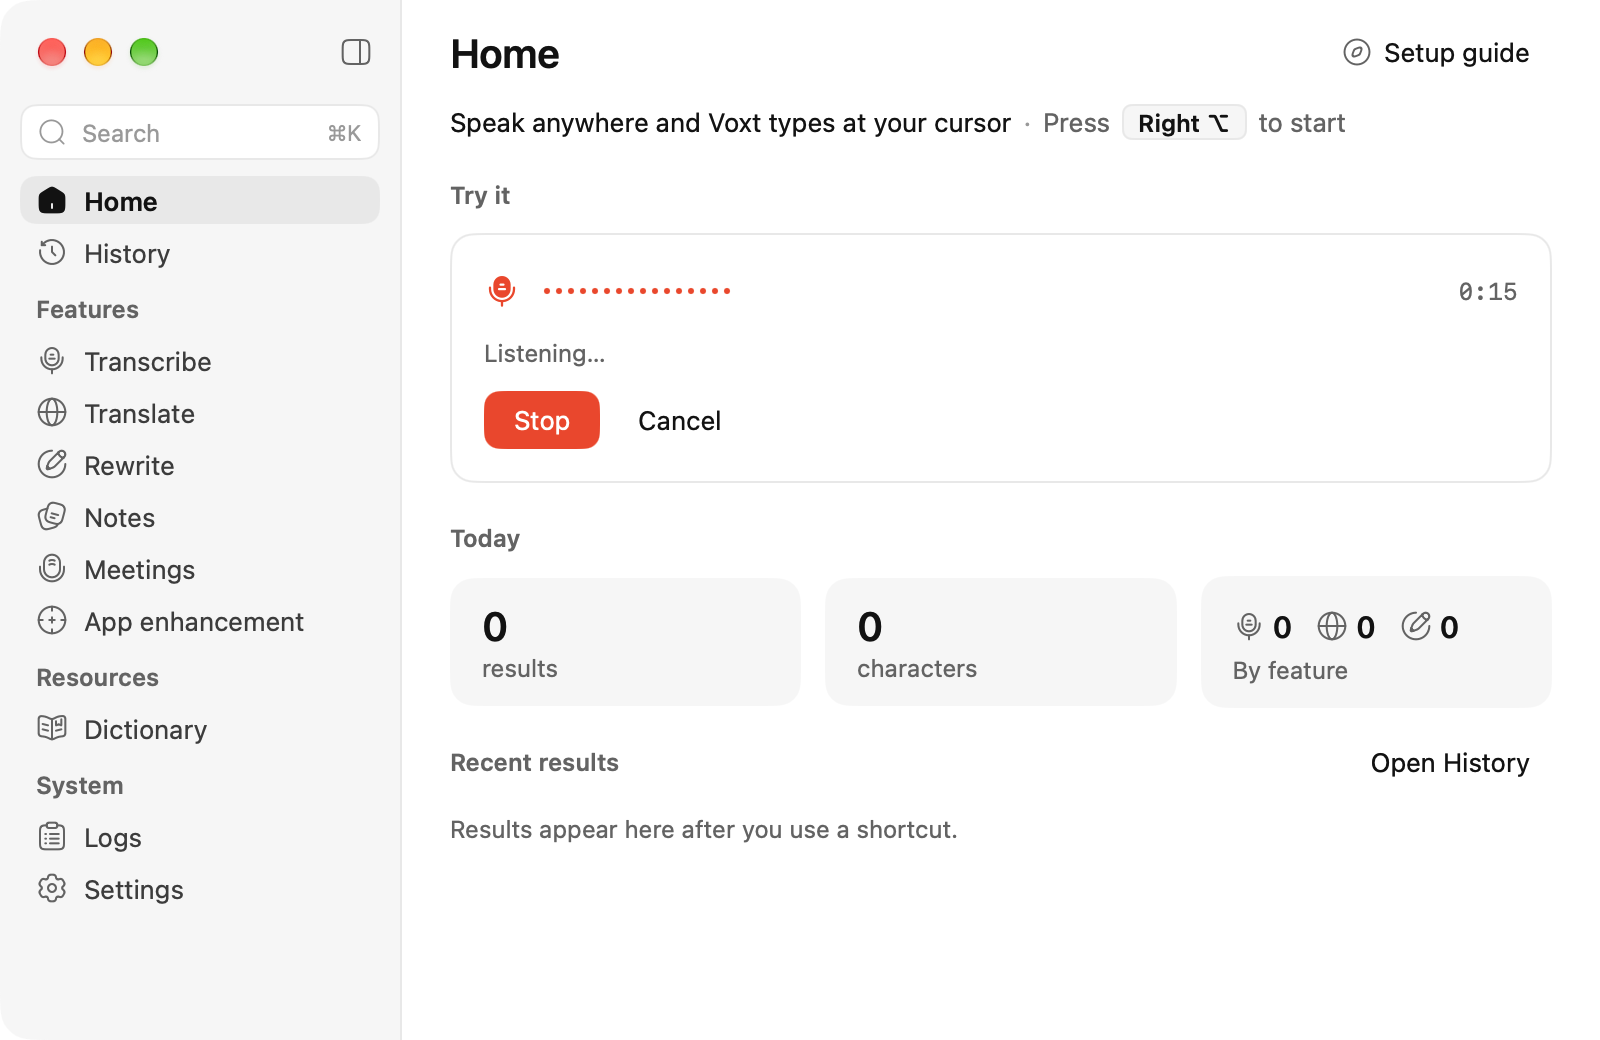 Search ⌘K
Home
History
Features
Transcribe
Translate
Rewrite
Notes
Meetings
App enhancement
Resources
Dictionary
System
Logs
Settings
Home
Setup guide
Speak anywhere and Voxt types at your cursor · Press Right ⌥ to start
Try it
0:15
Listening...
Stop Cancel
Today
0
results
0
characters
0 0 0
By feature
Recent results
Open History
Results appear here after you use a shortcut.